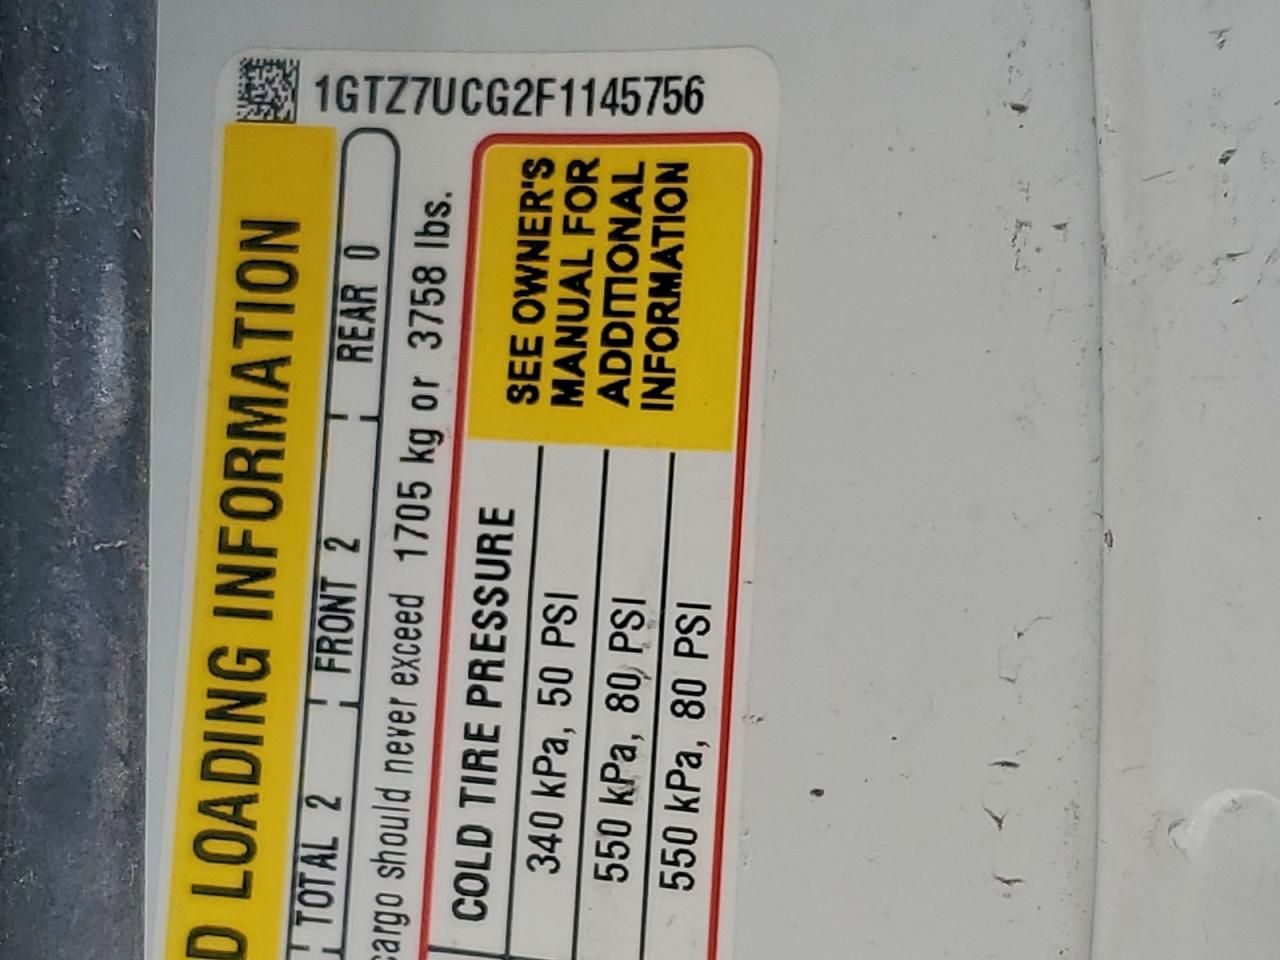 1GTZ7UCG2F1145756
D LOADING INFORMATION
TOTAL 2 FRONT 2 REAR 0
cargo should never exceed 1705 kg or 3758 lbs.
COLD TIRE PRESSURE
340 kPa, 50 PSI
550 kPa, 80 PSI
550 kPa, 80 PSI
SEE OWNER'S
MANUAL FOR
ADDITIONAL
INFORMATION